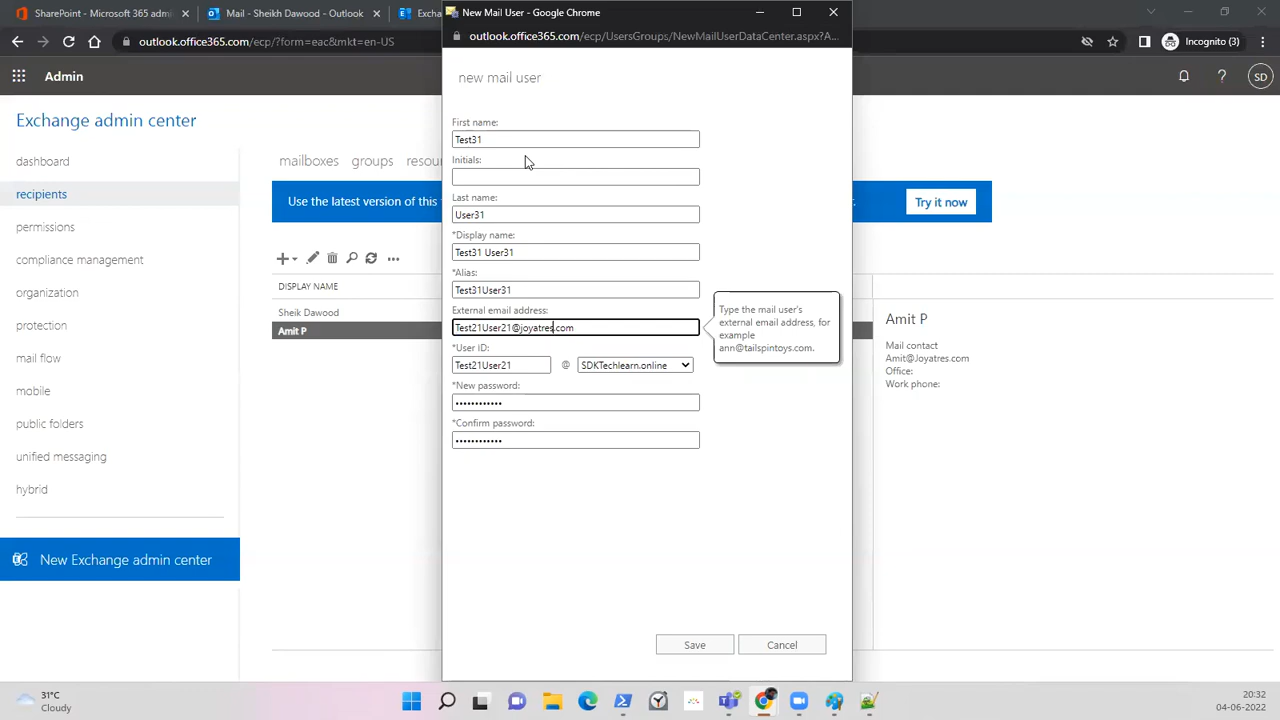 SharePoint - Microsoft 365 admin
Mail - Sheikh Dawood - Outlook
Exch
New Mail User - Google Chrome
outlook.office365.com/ecp/?form=eac&mkt=en-US
outlook.office365.com/ecp/UsersGroups/NewMailUserDataCenter.aspx?A...
Incognito (3)
Admin
SD
new mail user
Exchange admin center
dashboard
recipients
permissions
compliance management
organization
protection
mail flow
mobile
public folders
unified messaging
hybrid
New Exchange admin center
mailboxes groups resou
Use the latest version of this
Try it now
DISPLAY NAME
Sheik Dawood
Amit P
First name:
Test31
Initials:
Last name:
User31
*Display name:
Test31 User31
*Alias:
Test31User31
External email address:
Test21User21@joyatres.com
*User ID:
Test21User21 @ SDKTechlearn.online
*New password:
••••••••••••
*Confirm password:
••••••••••••
Type the mail user's
external email address, for
example
ann@tailspintoys.com.
Save Cancel
Amit P
Mail contact
Amit@Joyatres.com
Office:
Work phone:
31°C
Cloudy
20:32
04-06-2022